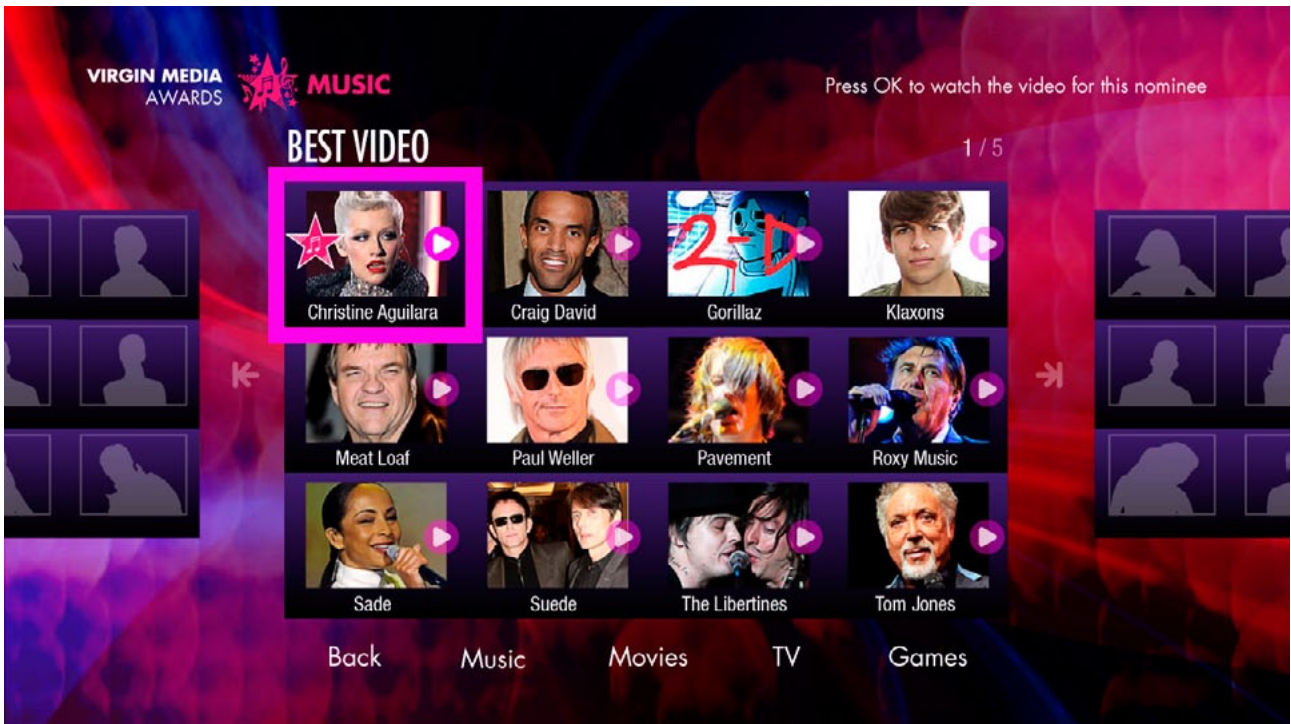 VIRGIN MEDIA
AWARDS
MUSIC
Press OK to watch the video for this nominee
BEST VIDEO
1 / 5
Christine Aguilara
Craig David
2-D
Gorillaz
Klaxons
Meat Loaf
Paul Weller
Pavement
Roxy Music
Sade
Suede
The Libertines
Tom Jones
Back
Music
Movies
TV
Games